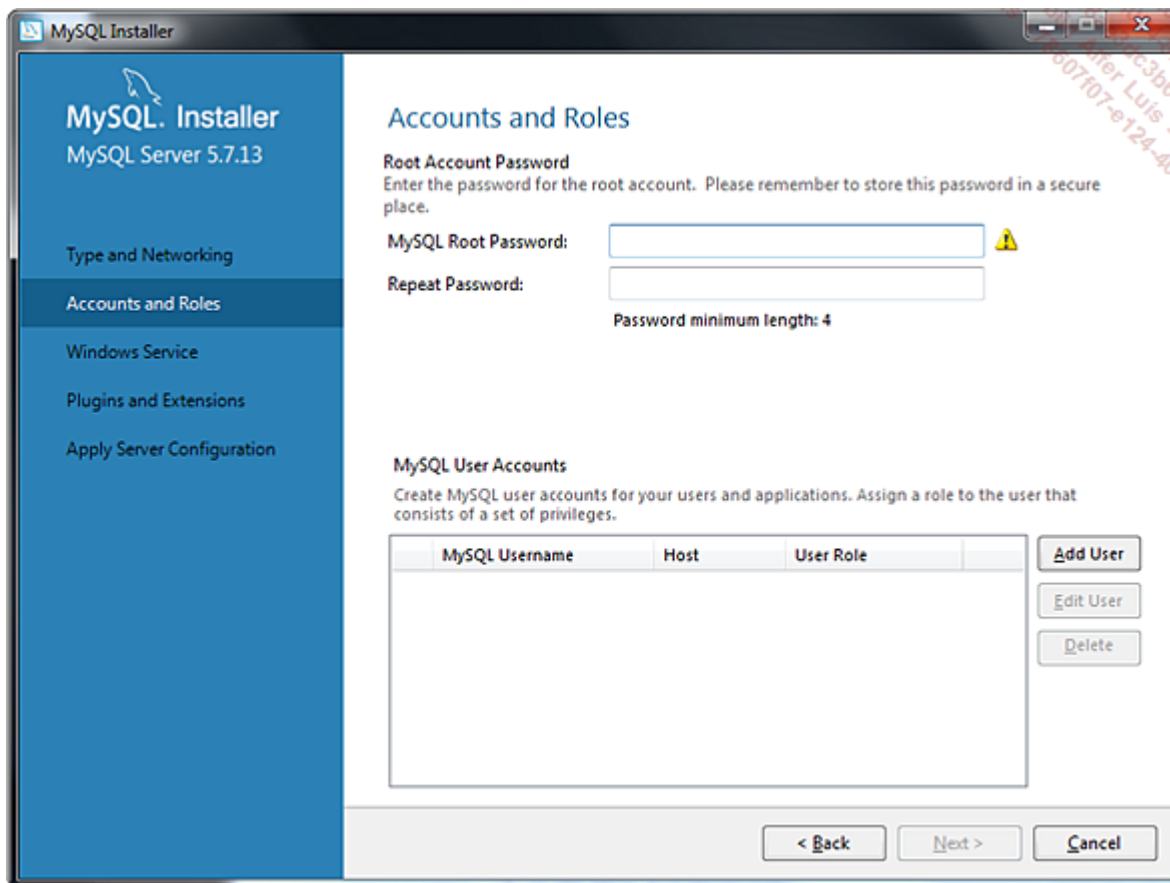 MySQL Installer
MySQL. Installer
MySQL Server 5.7.13
Type and Networking
Accounts and Roles
Windows Service
Plugins and Extensions
Apply Server Configuration
Accounts and Roles
Root Account Password
Enter the password for the root account. Please remember to store this password in a secure
place.
MySQL Root Password:
Repeat Password:
Password minimum length: 4
MySQL User Accounts
Create MySQL user accounts for your users and applications. Assign a role to the user that
consists of a set of privileges.
MySQL Username Host User Role
Add User
Edit User
Delete
< Back Next > Cancel
Alfer Luis